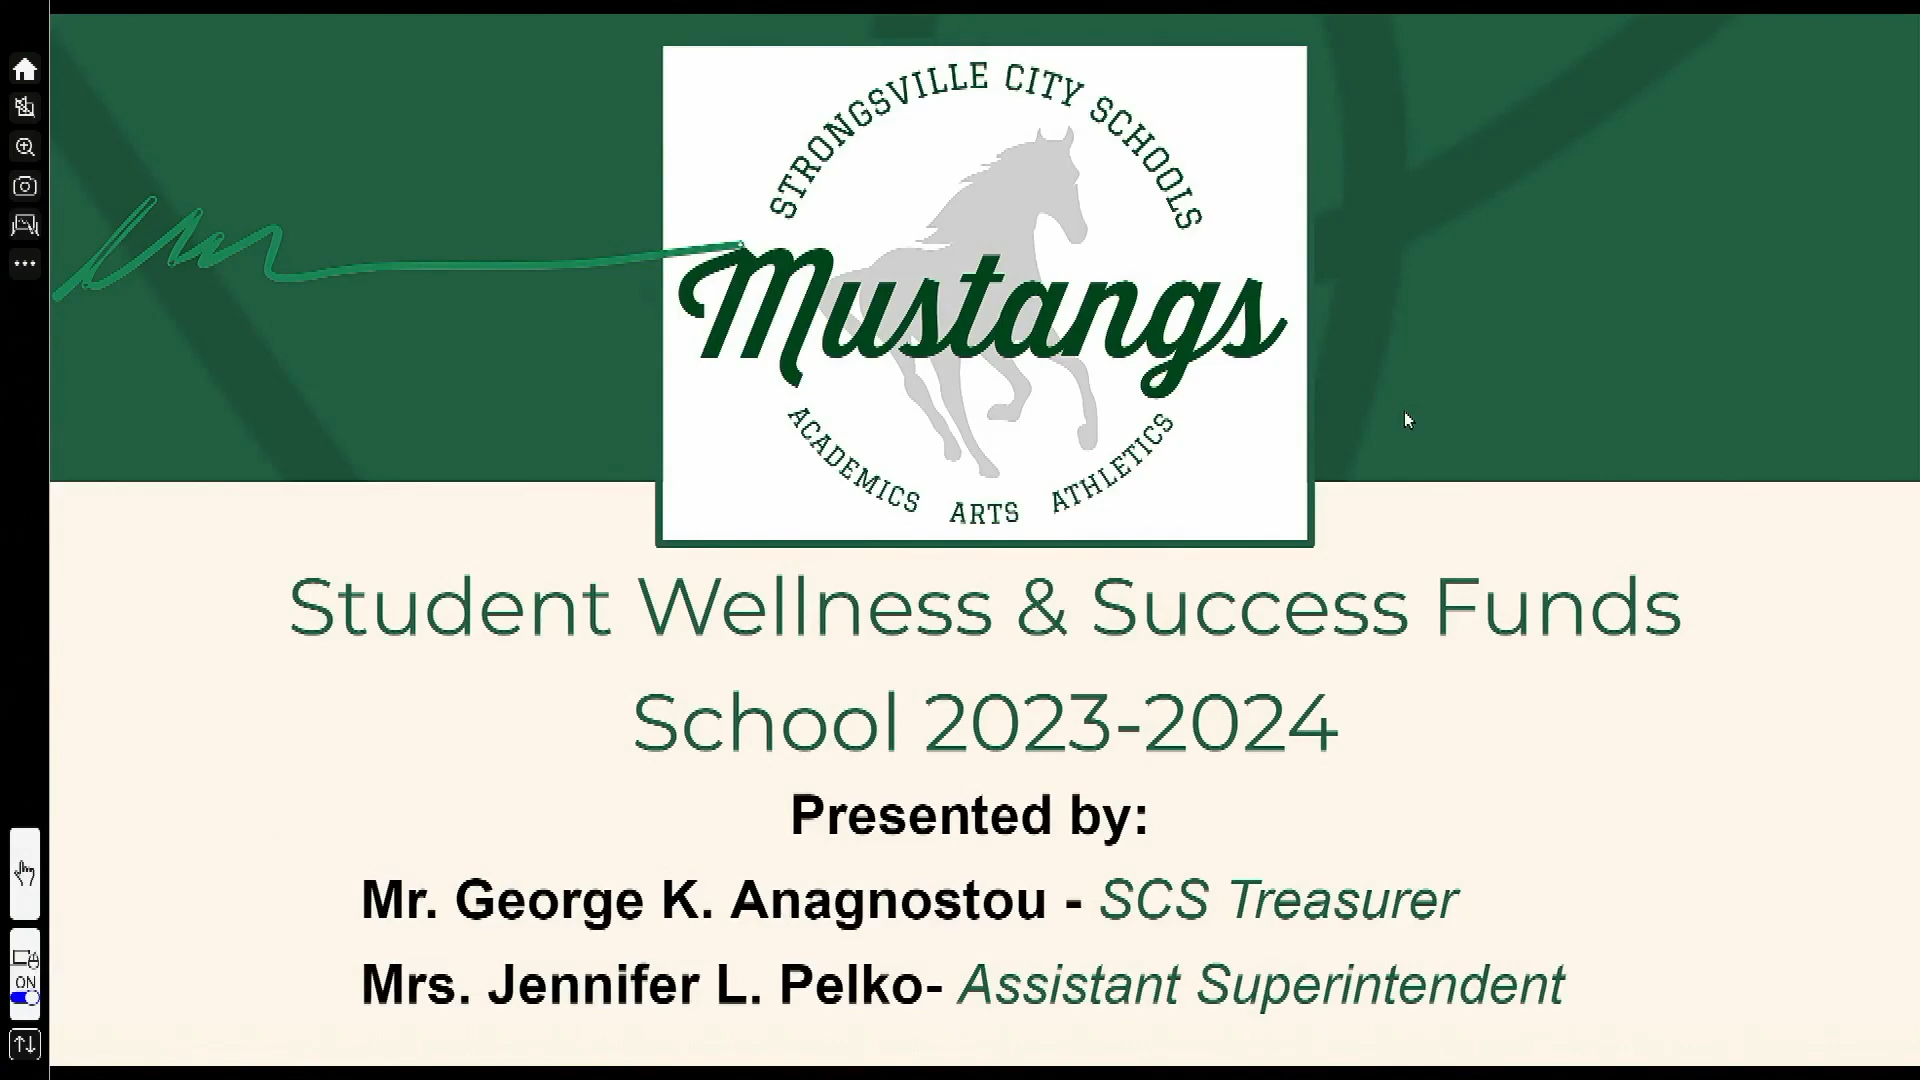 STRONGSVILLE CITY SCHOOLS
Mustangs
ACADEMICS ARTS ATHLETICS
Student Wellness & Success Funds
School 2023-2024
Presented by:
Mr. George K. Anagnostou - SCS Treasurer
Mrs. Jennifer L. Pelko- Assistant Superintendent
ON